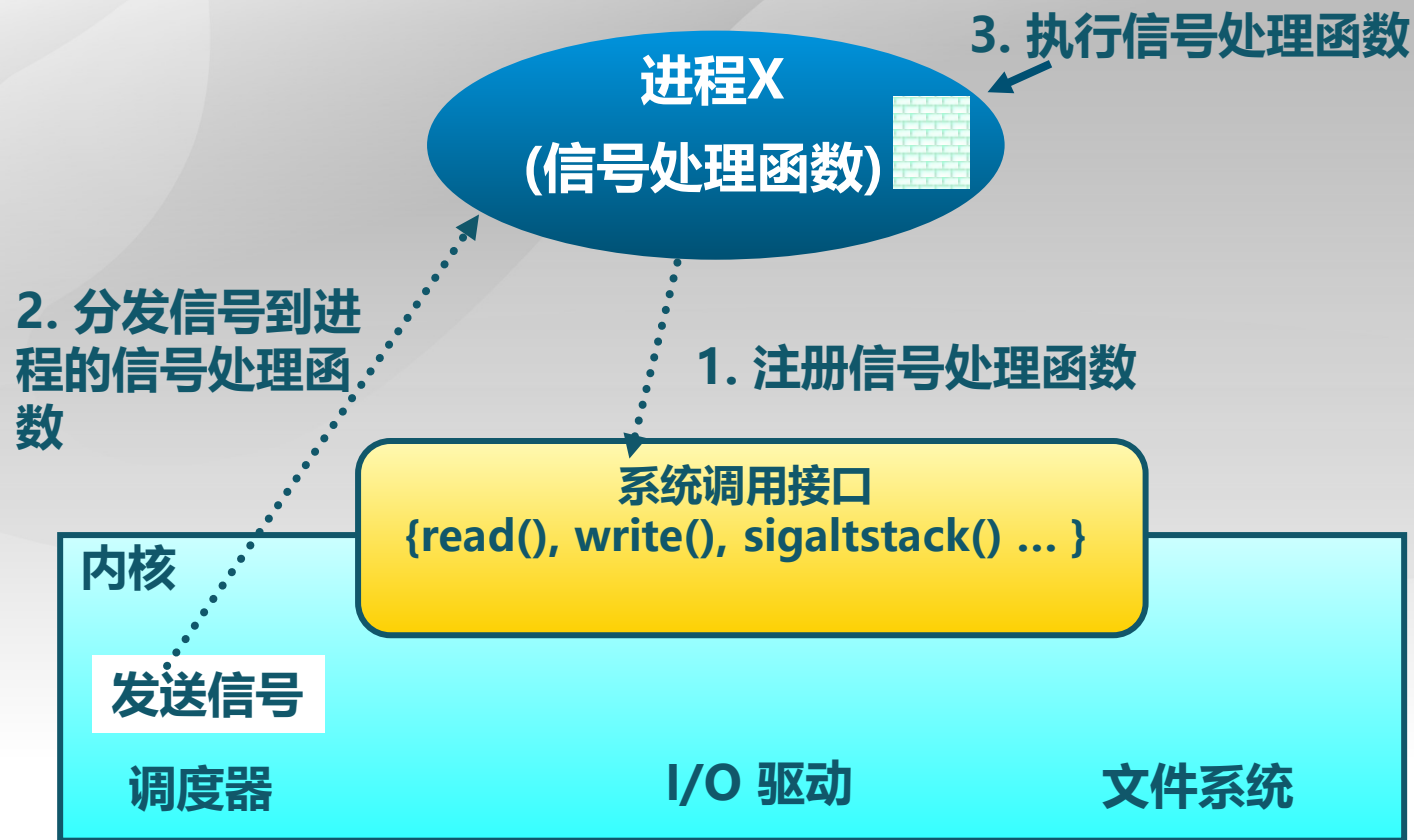 3. 执行信号处理函数
进程X
(信号处理函数)
2. 分发信号到进
程的信号处理函
数
1. 注册信号处理函数
系统调用接口
{read(), write(), sigaltstack() … }
内核
发送信号
调度器
I/O 驱动
文件系统